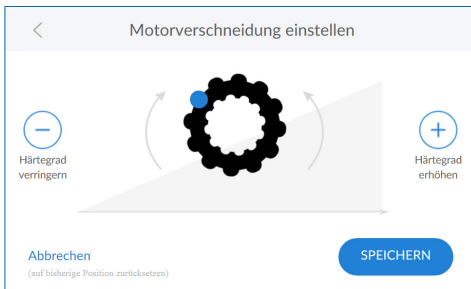 Motorverschneidung einstellen
Härtegrad
verringern
Härtegrad
erhöhen
Abbrechen
(auf bisherige Position zurücksetzen)
SPEICHERN